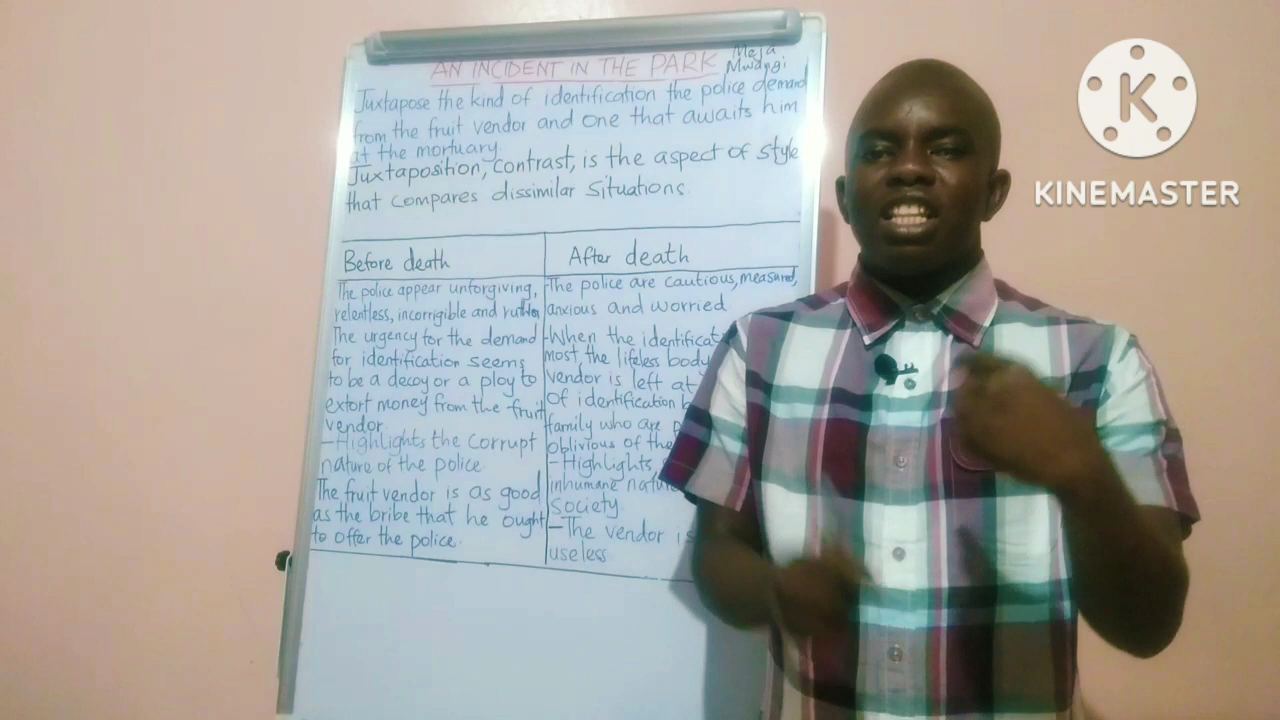 AN INCIDENT IN THE PARK
Meja
Mwangi
Juxtapose the kind of identification the police demand
from the fruit vendor and one that awaits him
at the mortuary.
Juxtaposition, contrast, is the aspect of style
that compares dissimilar situations.
Before death
The police appear unforgiving,
relentless, incorrigible and
The urgency for the demand
for identification seems
to be a decoy or a ploy to
extort money from the fruit
vendor
-Highlights the corrupt
nature of the police.
The fruit vendor is as good
as the bribe that he ought
to offer the police.
After death
-The police are cautious, measured,
anxious and worried
-When the
most, the lifeless body
vendor is left at
of identification
family who are
oblivious of the
-Highlights
inhumane
society.
-The vendor is
useless.
K
KINEMASTER